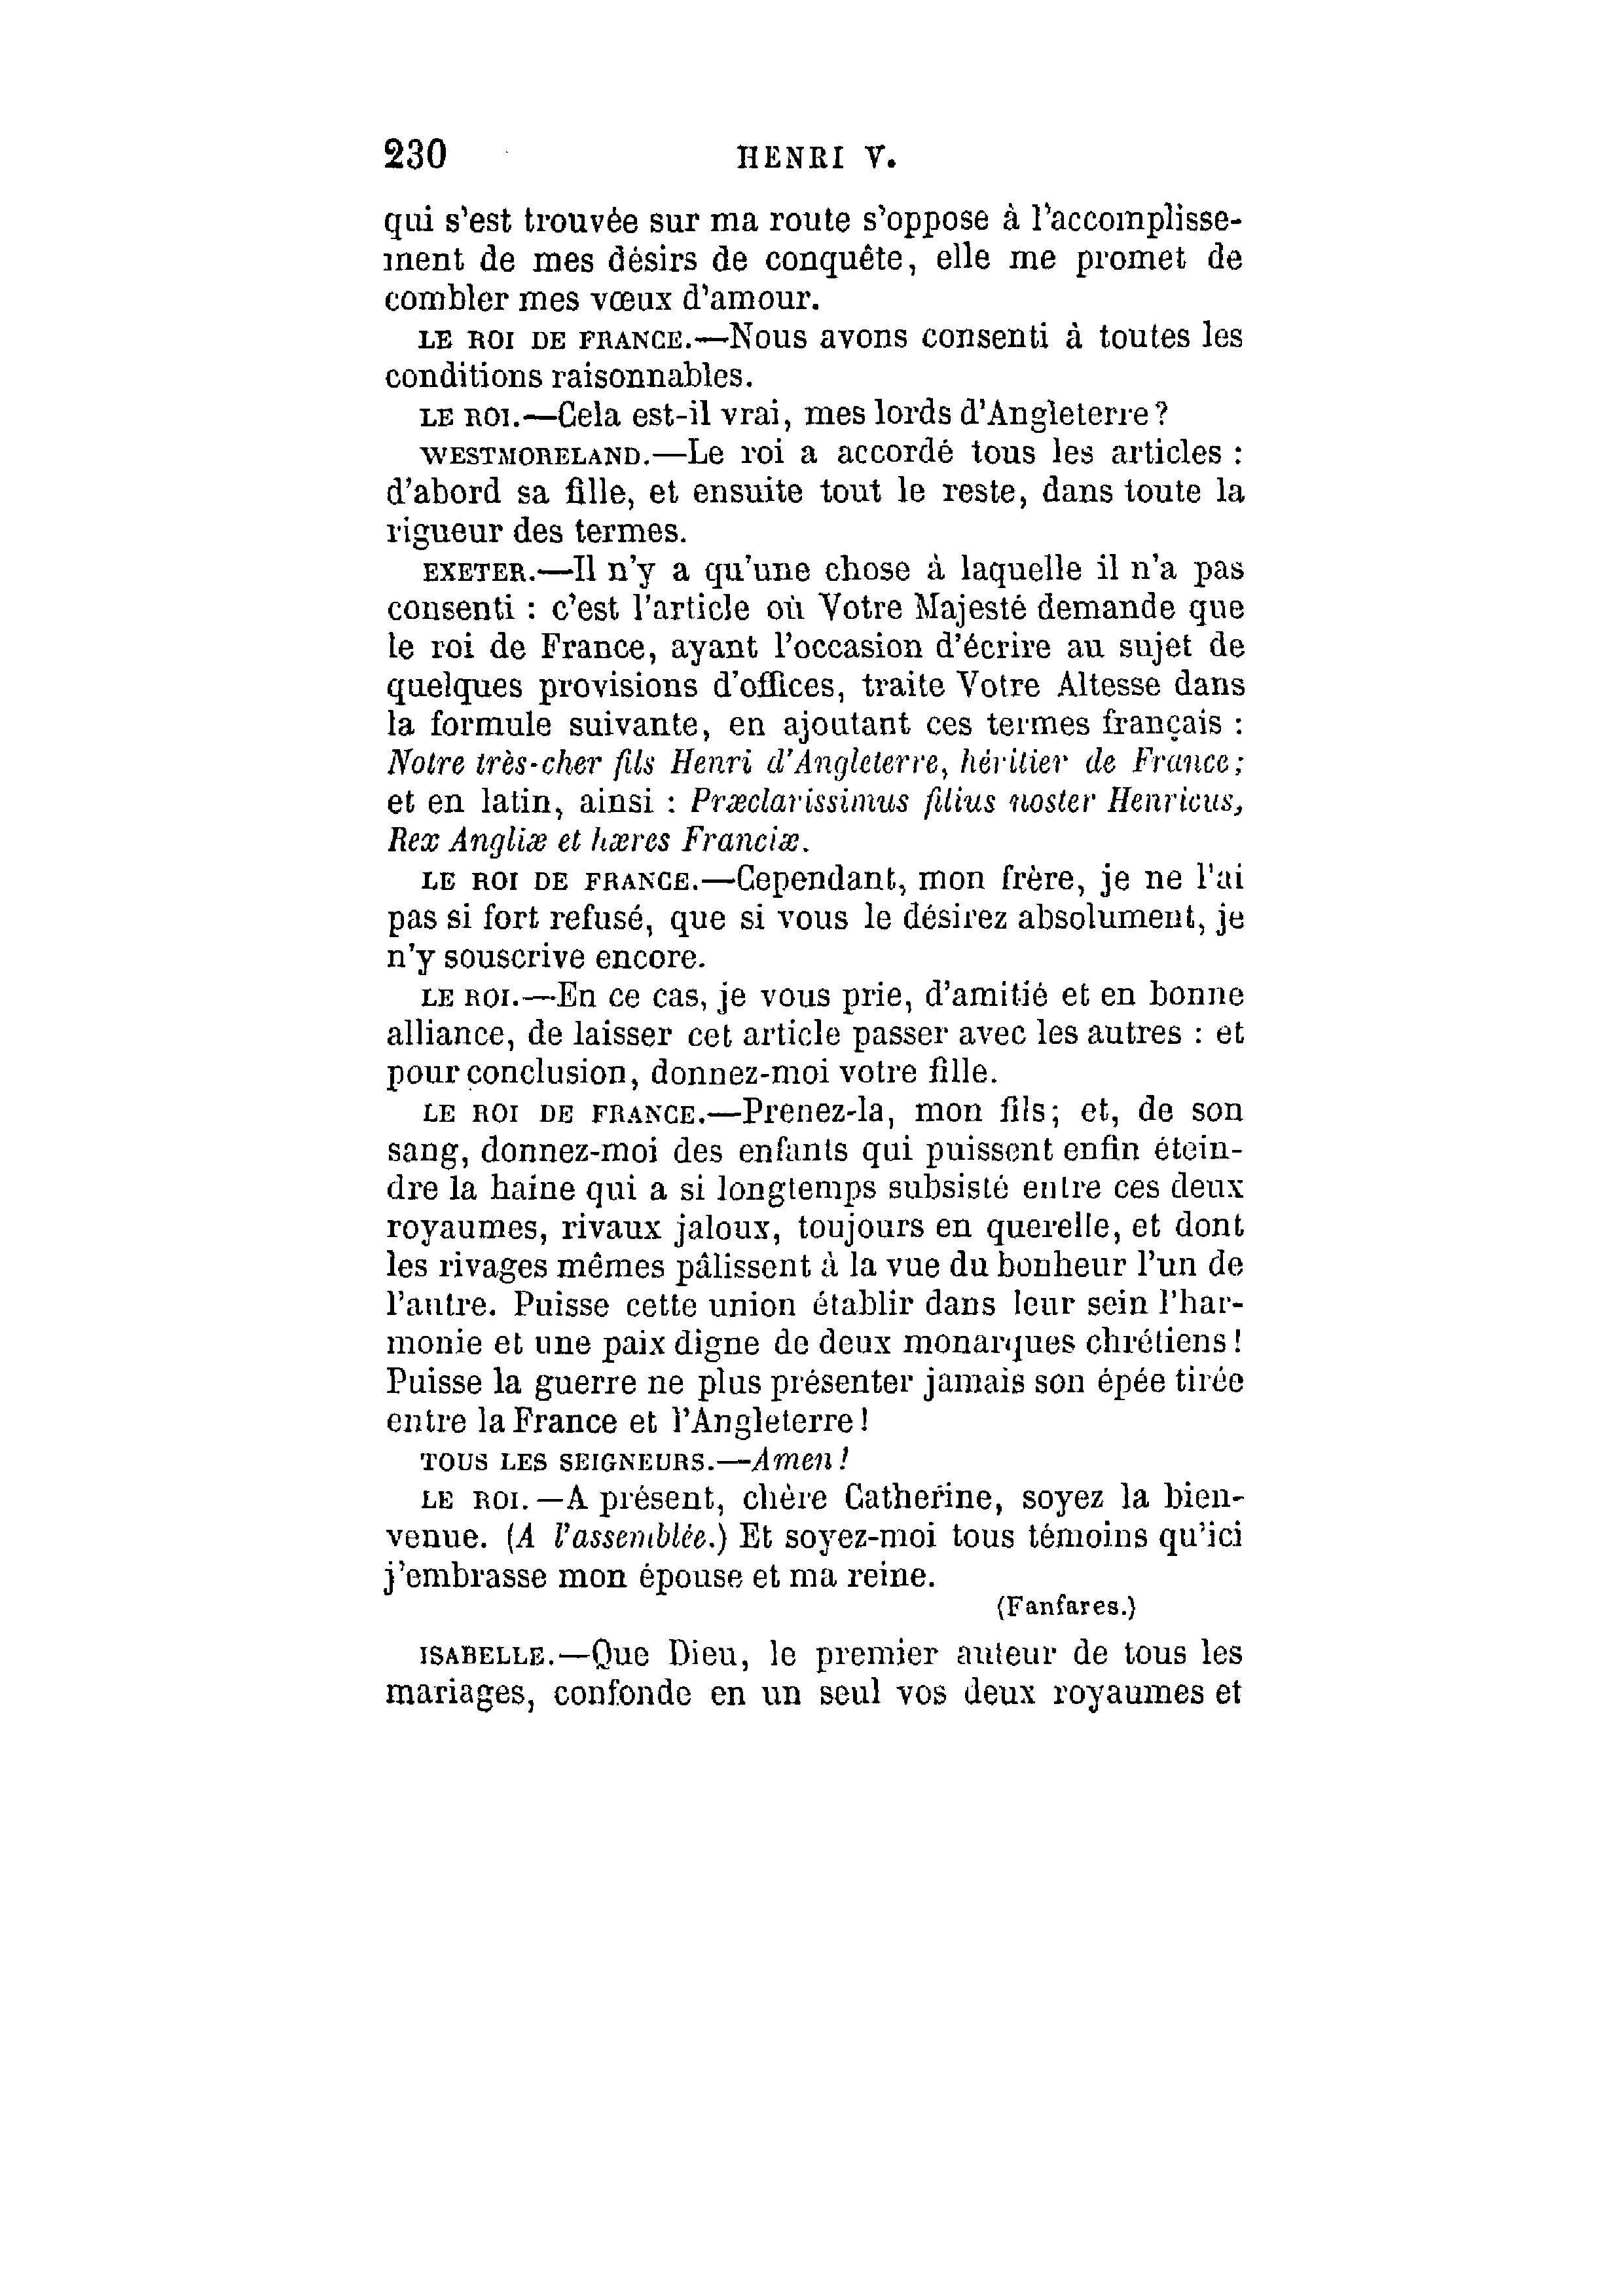 230 HENRI V.
qui s'est trouvée sur ma route s'oppose à l'accomplisse-
ment de mes désirs de conquête, elle me promet de
combler mes vœux d'amour.
LE ROI DE FRANCE.—Nous avons consenti à toutes les
conditions raisonnables.
LE ROI.—Cela est-il vrai, mes lords d'Angleterre?
WESTMORELAND.—Le roi a accordé tous les articles :
d'abord sa fille, et ensuite tout le reste, dans toute la
rigueur des termes.
EXETER.—Il n'y a qu'une chose à laquelle il n'a pas
consenti : c'est l'article où Votre Majesté demande que
le roi de France, ayant l'occasion d'écrire au sujet de
quelques provisions d'offices, traite Votre Altesse dans
la formule suivante, en ajoutant ces termes français :
Notre très-cher fils Henri d'Angleterre, héritier de France;
et en latin, ainsi : Præclarissimus filius noster Henricus,
Rex Angliæ et hæres Franciæ.
LE ROI DE FRANCE.—Cependant, mon frère, je ne l'ai
pas si fort refusé, que si vous le désirez absolument, je
n'y souscrive encore.
LE ROI.—En ce cas, je vous prie, d'amitié et en bonne
alliance, de laisser cet article passer avec les autres : et
pour conclusion, donnez-moi votre fille.
LE ROI DE FRANCE.—Prenez-la, mon fils; et, de son
sang, donnez-moi des enfants qui puissent enfin étein-
dre la haine qui a si longtemps subsisté entre ces deux
royaumes, rivaux jaloux, toujours en querelle, et dont
les rivages mêmes pâlissent à la vue du bonheur l'un de
l'autre. Puisse cette union établir dans leur sein l'har-
monie et une paix digne de deux monarques chrétiens!
Puisse la guerre ne plus présenter jamais son épée tirée
entre la France et l'Angleterre!
TOUS LES SEIGNEURS.—Amen!
LE ROI.—A présent, chère Catherine, soyez la bien-
venue. (A l'assemblée.) Et soyez-moi tous témoins qu'ici
j'embrasse mon épouse et ma reine.
(Fanfares.)
ISABELLE.—Que Dieu, le premier auteur de tous les
mariages, confonde en un seul vos deux royaumes et